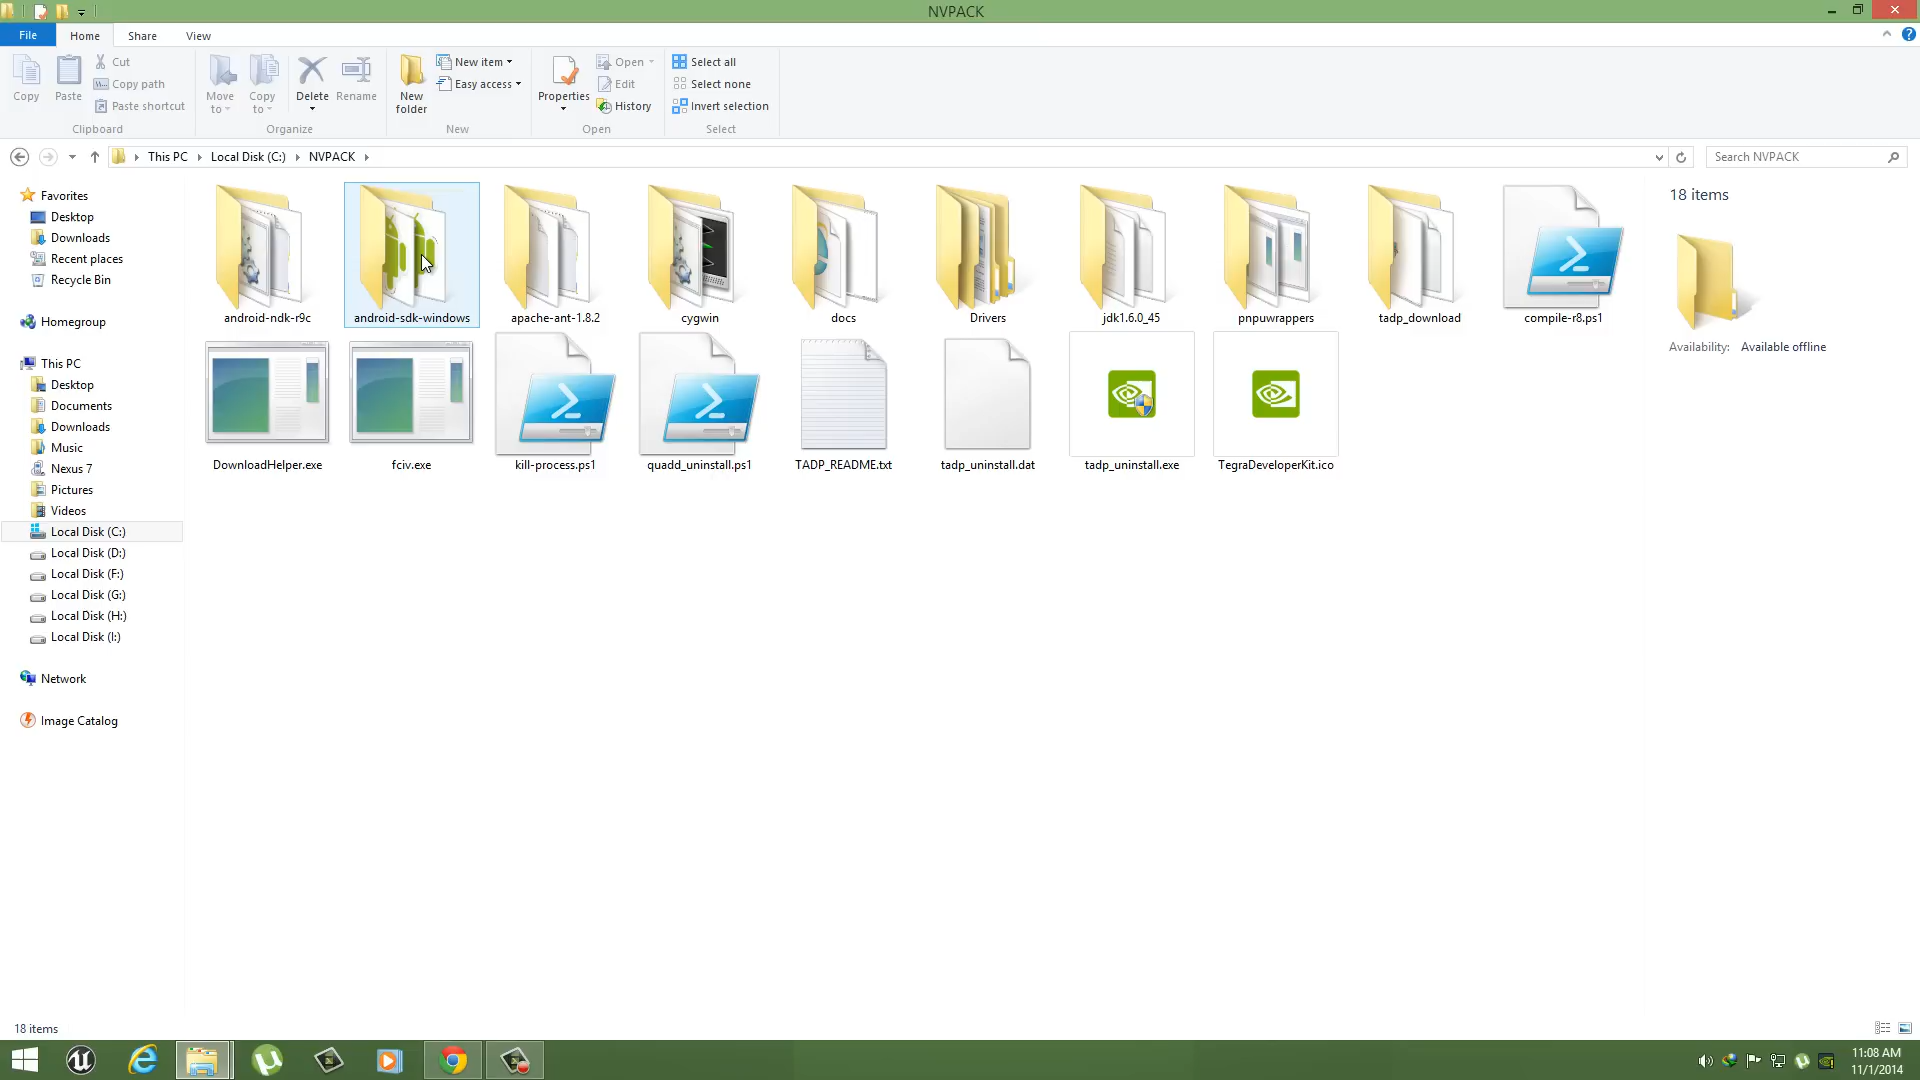 NVPACK
File
Home
Share
View
Copy
Paste
Cut
Copy path
Paste shortcut
Clipboard
Move to
Copy to
Delete
Rename
Organize
New folder
New item
Easy access
New
Properties
Open
Edit
History
Open
Select all
Select none
Invert selection
Select
This PC
Local Disk (C:)
NVPACK
Search NVPACK
Favorites
Desktop
Downloads
Recent places
Recycle Bin
Homegroup
This PC
Desktop
Documents
Downloads
Music
Nexus 7
Pictures
Videos
Local Disk (C:)
Local Disk (D:)
Local Disk (F:)
Local Disk (G:)
Local Disk (H:)
Local Disk (I:)
Network
Image Catalog
android-ndk-r9c
android-sdk-windows
apache-ant-1.8.2
cygwin
docs
Drivers
jdk1.6.0_45
pnpuwrappers
tadp_download
compile-r8.ps1
DownloadHelper.exe
fciv.exe
kill-process.ps1
quadd_uninstall.ps1
TADP_README.txt
tadp_uninstall.dat
tadp_uninstall.exe
TegraDeveloperKit.ico
18 items
Availability: Available offline
18 items
11:08 AM
11/1/2014